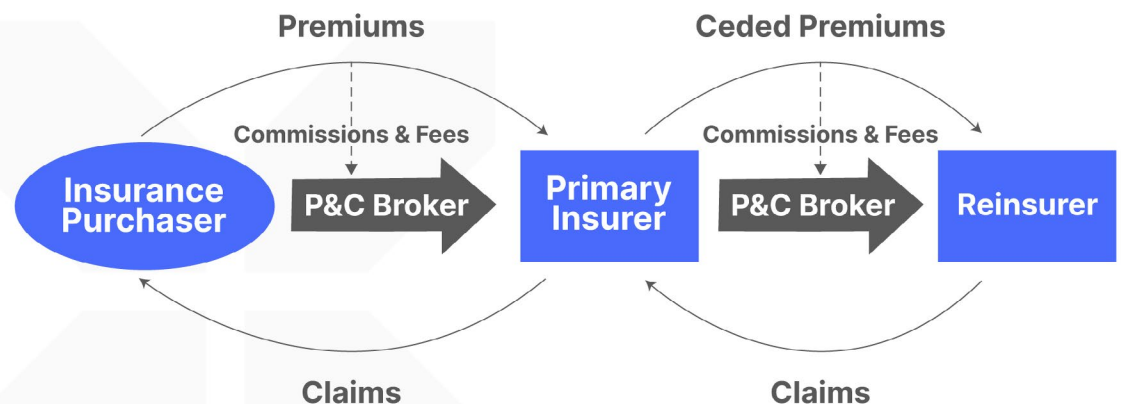 Premiums
Ceded Premiums
Commissions & Fees
Commissions & Fees
Insurance
Purchaser
P&C Broker
Primary
Insurer
P&C Broker
Reinsurer
Claims
Claims